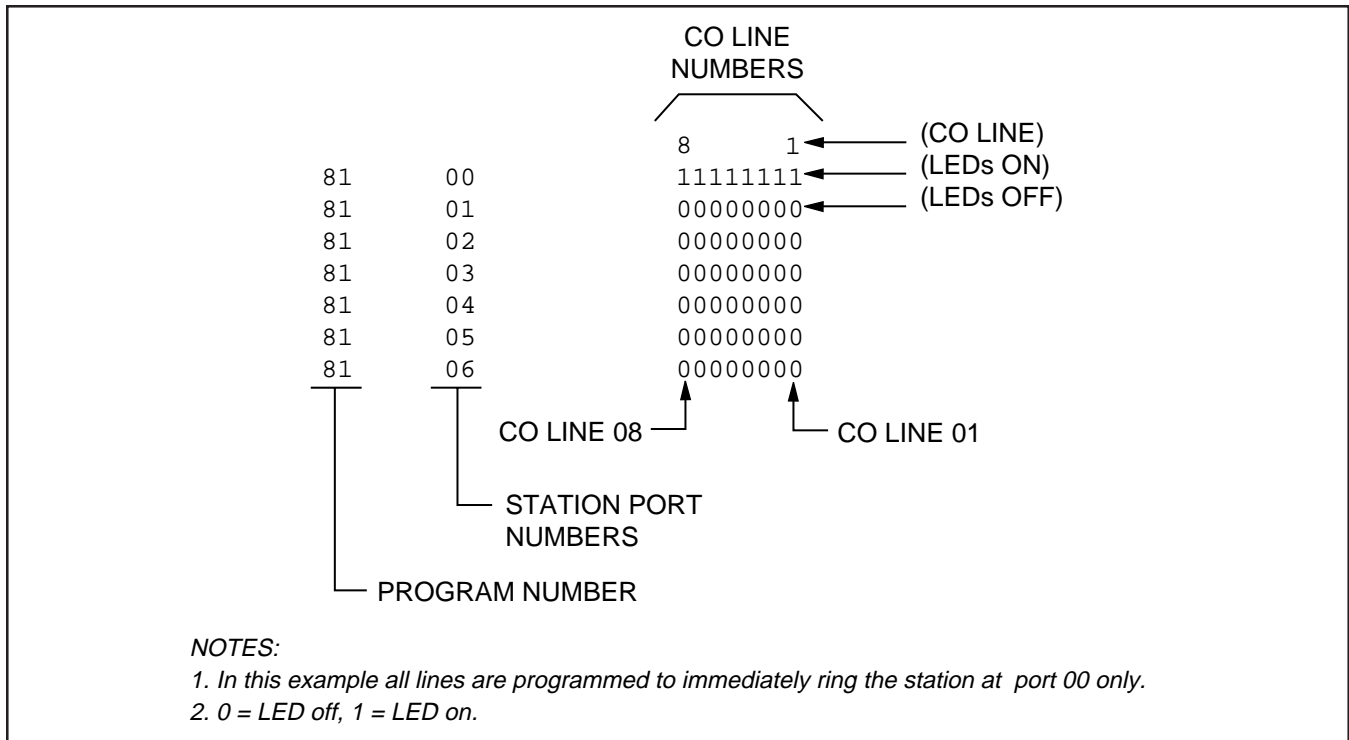 CO LINE
NUMBERS
8 1 (CO LINE)
81 00 11111111 (LEDs ON)
81 01 00000000 (LEDs OFF)
81 02 00000000
81 03 00000000
81 04 00000000
81 05 00000000
81 06 00000000
CO LINE 08 CO LINE 01
STATION PORT
NUMBERS
PROGRAM NUMBER
NOTES:
1. In this example all lines are programmed to immediately ring the station at port 00 only.
2. 0 = LED off, 1 = LED on.